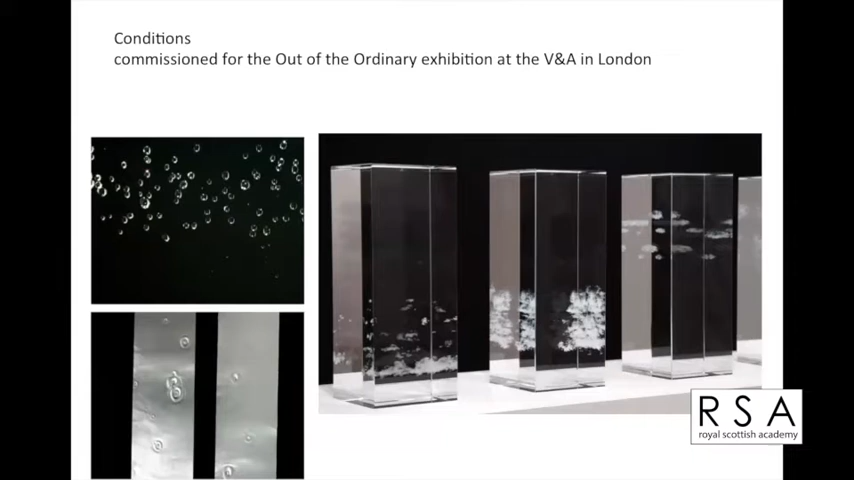 Conditions
commissioned for the Out of the Ordinary exhibition at the V&A in London
RSA
royal scottish academy